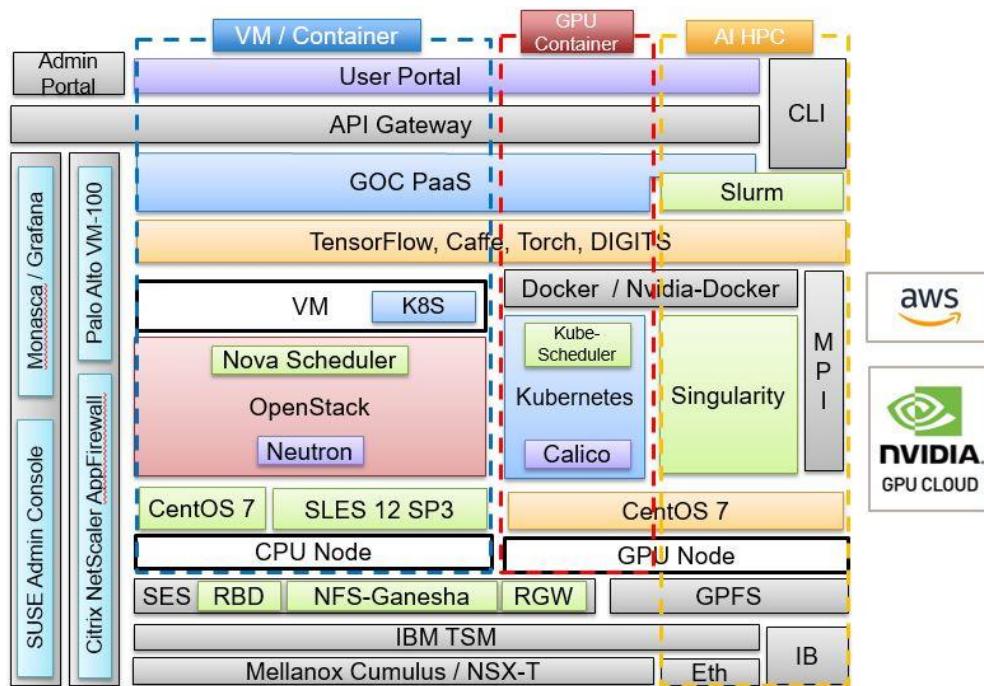 VM / Container
GPU
Container
AI HPC
Admin
Portal
User Portal
CLI
API Gateway
GOC PaaS
Slurm
TensorFlow, Caffe, Torch, DIGITS
Monasca / Grafana
Palo Alto VM-100
SUSE Admin Console
Citrix NetScaler AppFirewall
VM
K8S
Docker / Nvidia-Docker
MPI
Nova Scheduler
OpenStack
Neutron
Kube-
Scheduler
Kubernetes
Calico
Singularity
CentOS 7
SLES 12 SP3
CentOS 7
CPU Node
GPU Node
SES
RBD
NFS-Ganesha
RGW
GPFS
IBM TSM
Mellanox Cumulus / NSX-T
Eth
IB
aws
NVIDIA.
GPU CLOUD